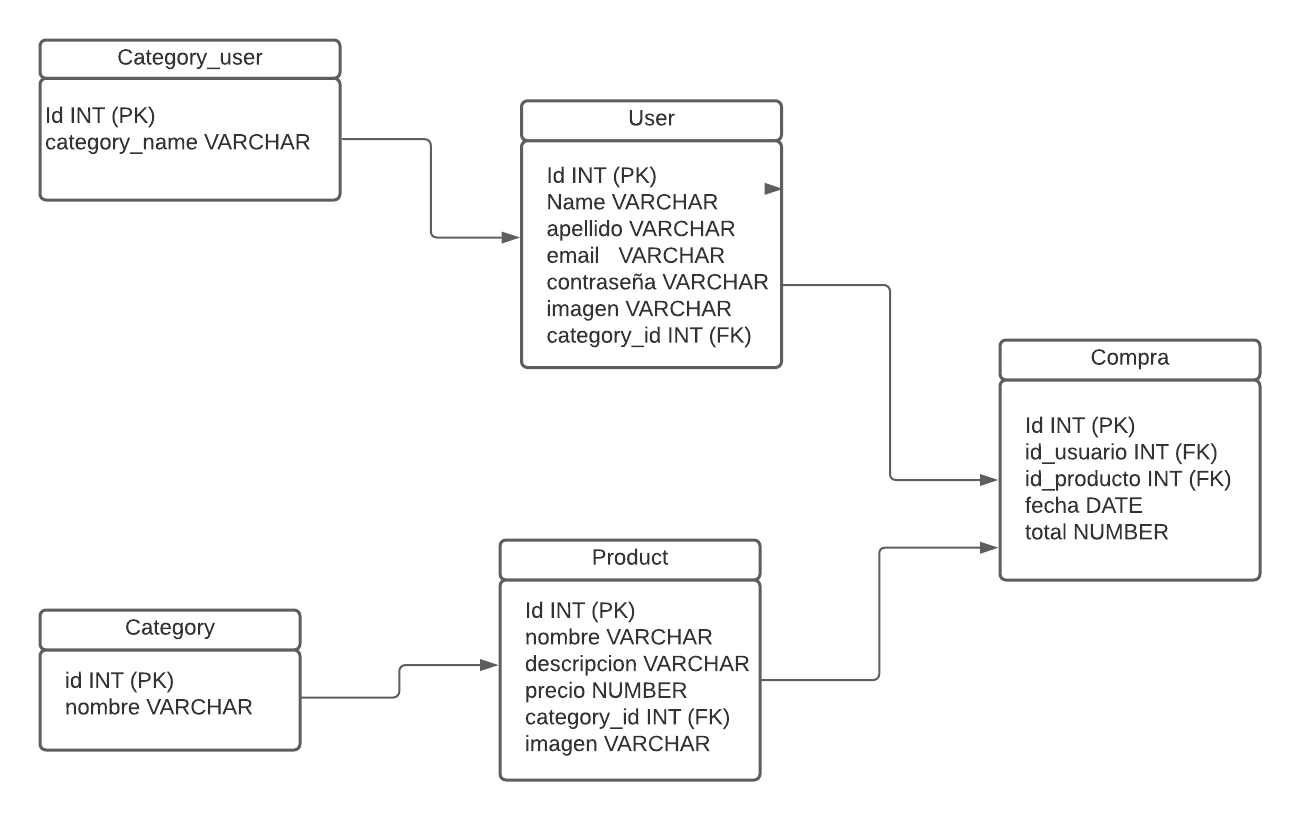 Category_user
Id INT (PK)
category_name VARCHAR
User
Id INT (PK)
Name VARCHAR
apellido VARCHAR
email VARCHAR
contraseña VARCHAR
imagen VARCHAR
category_id INT (FK)
Compra
Id INT (PK)
id_usuario INT (FK)
id_producto INT (FK)
fecha DATE
total NUMBER
Product
Id INT (PK)
nombre VARCHAR
descripcion VARCHAR
precio NUMBER
category_id INT (FK)
imagen VARCHAR
Category
id INT (PK)
nombre VARCHAR